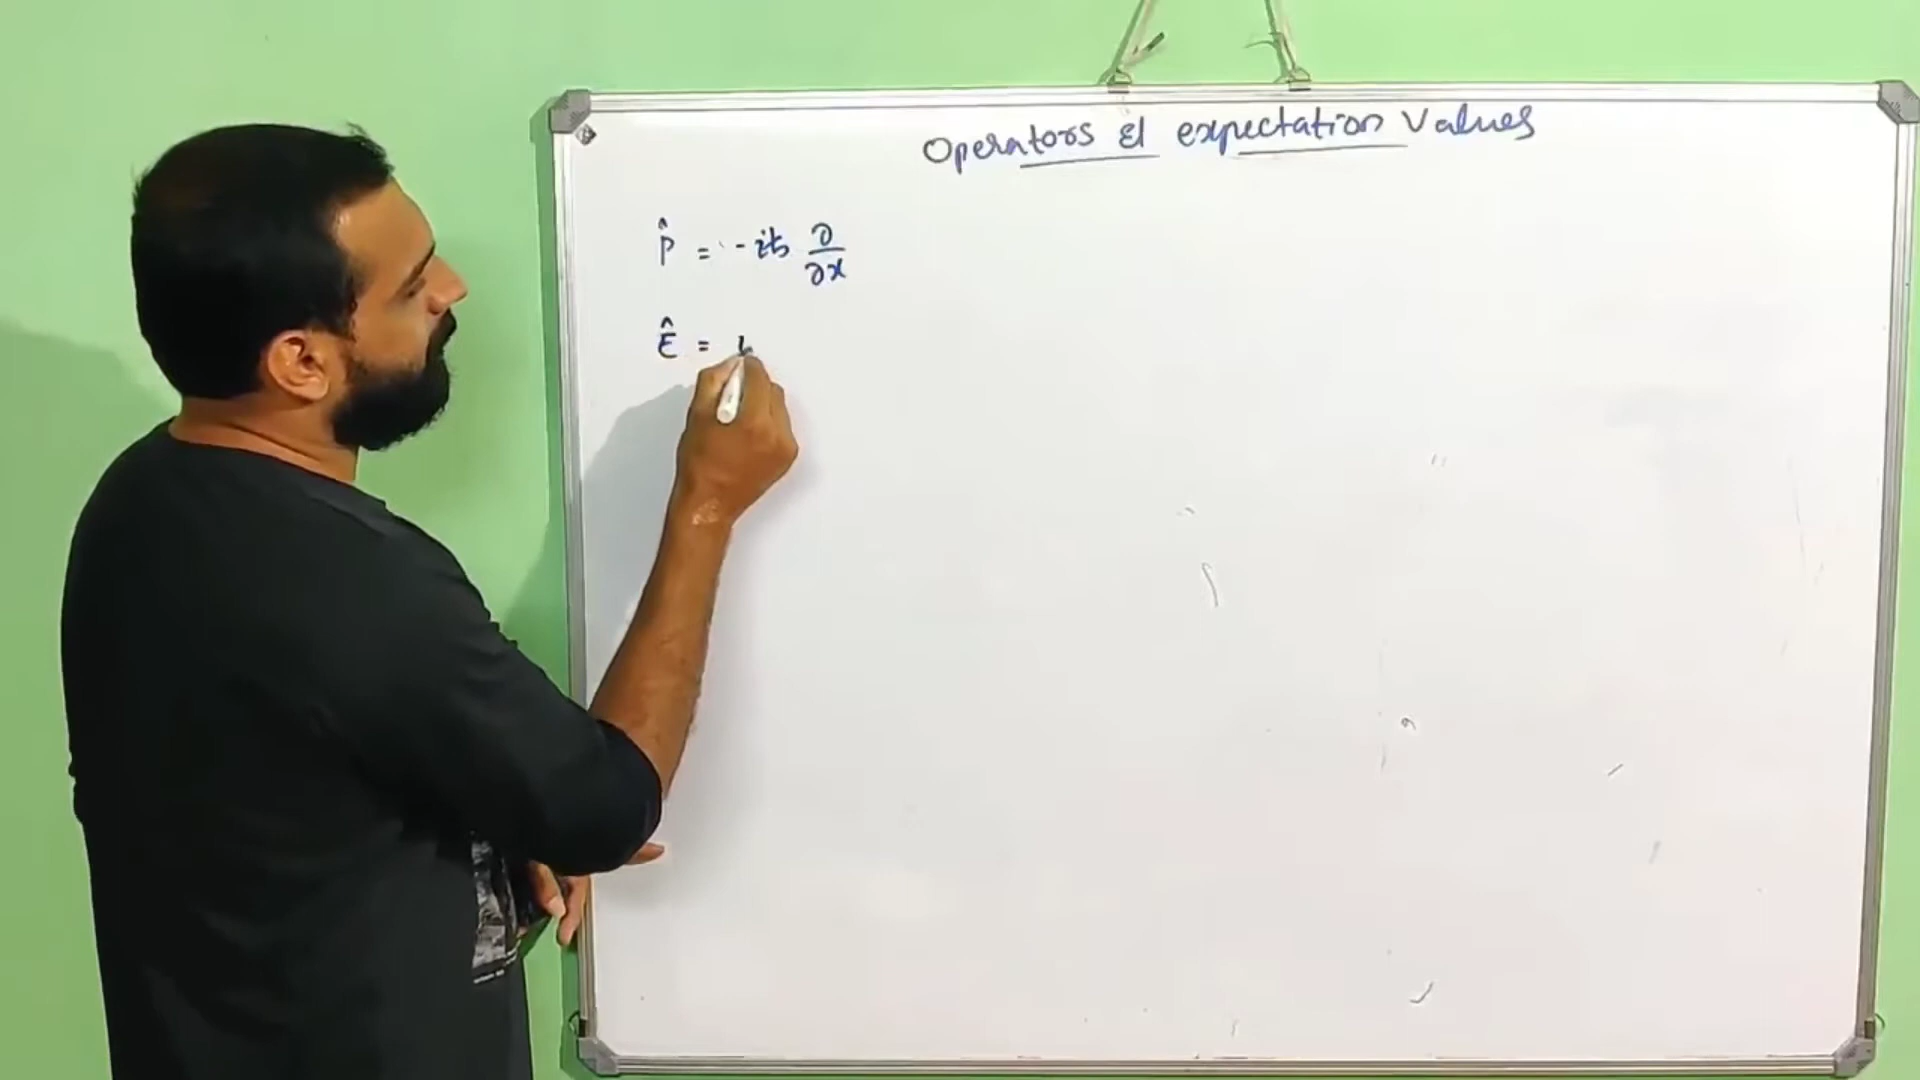 Operators & expectation Values
P̂ = -iħ ∂/∂x
Ê = i